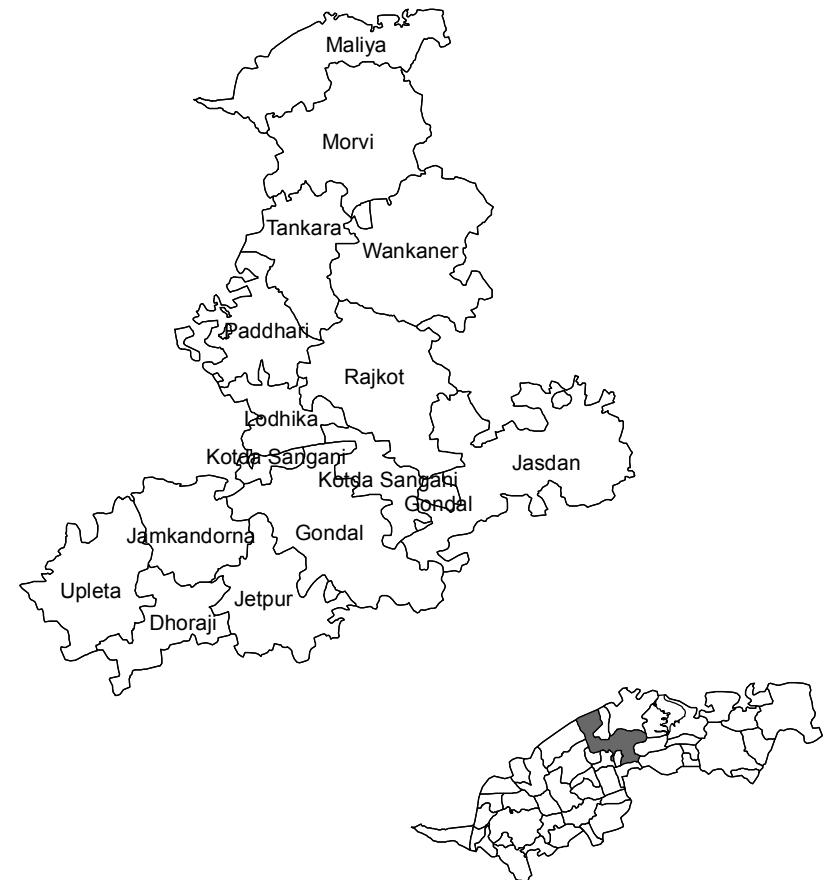 Maliya
Morvi
Tankara
Wankaner
Paddhari
Rajkot
Lodhika
Kotda Sangani
Jasdan
Kotda Sangani
Gondal
Gondal
Jamkandorna
Upleta
Jetpur
Dhoraji